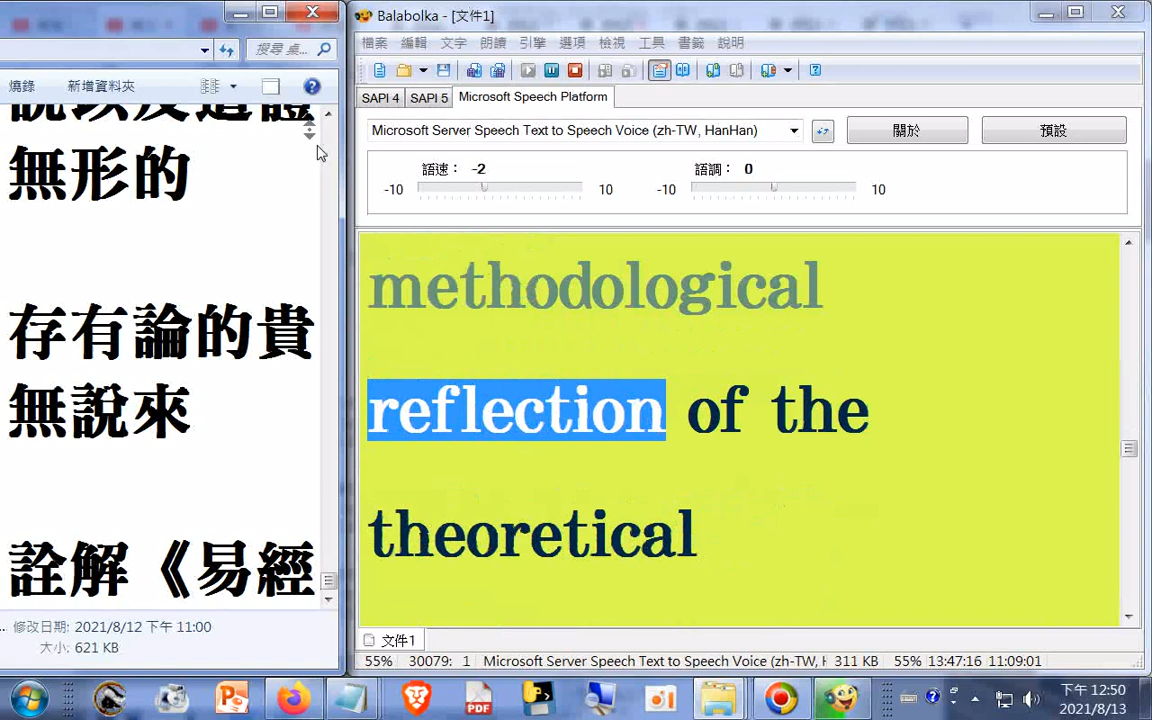 搜尋 桌...
燒錄 新增資料夾
無形的
存有論的貴
無說來
詮解《易經
... 修改日期: 2021/8/12 下午 11:00
大小: 621 KB
Balabolka - [文件1]
檔案 編輯 文字 朗讀 引擎 選項 檢視 工具 書籤 說明
SAPI 4 SAPI 5 Microsoft Speech Platform
Microsoft Server Speech Text to Speech Voice (zh-TW, HanHan) 關於 預設
語速： -2 語調： 0
-10 10 -10 10
methodological
reflection of the
theoretical
文件1
55% 30079: 1 Microsoft Server Speech Text to Speech Voice (zh-TW, H 311 KB 55% 13:47:16 11:09:01
PDF
下午 12:50
2021/8/13